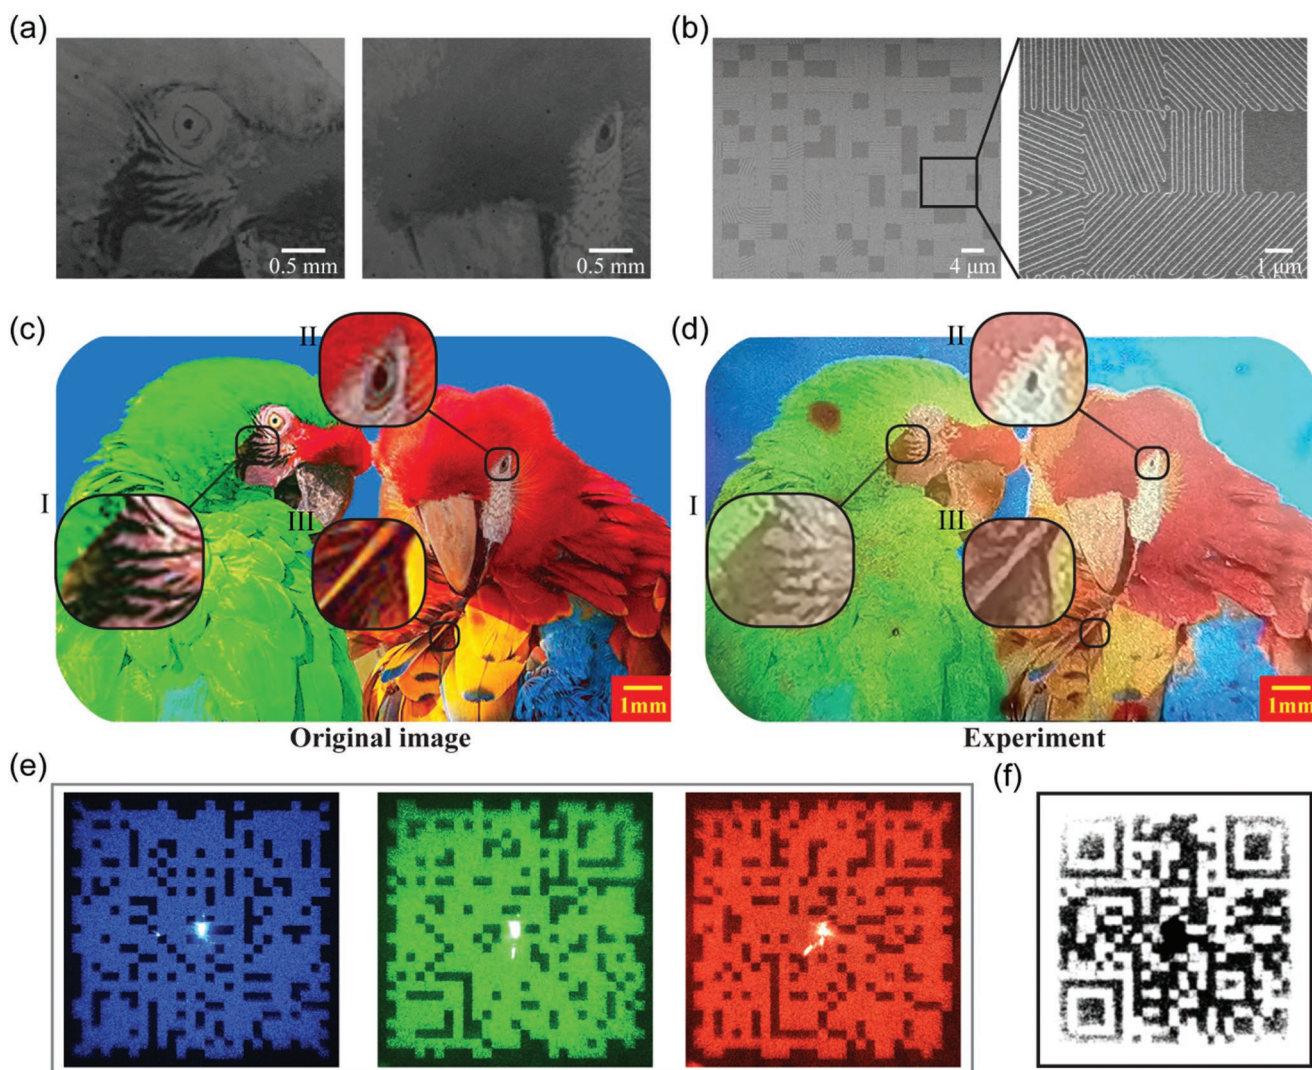 (a)
0.5 mm
0.5 mm
(b)
4 μm
1 μm
(c)
I
II
III
1mm
Original image
(d)
I
II
III
1mm
Experiment
(e)
(f)